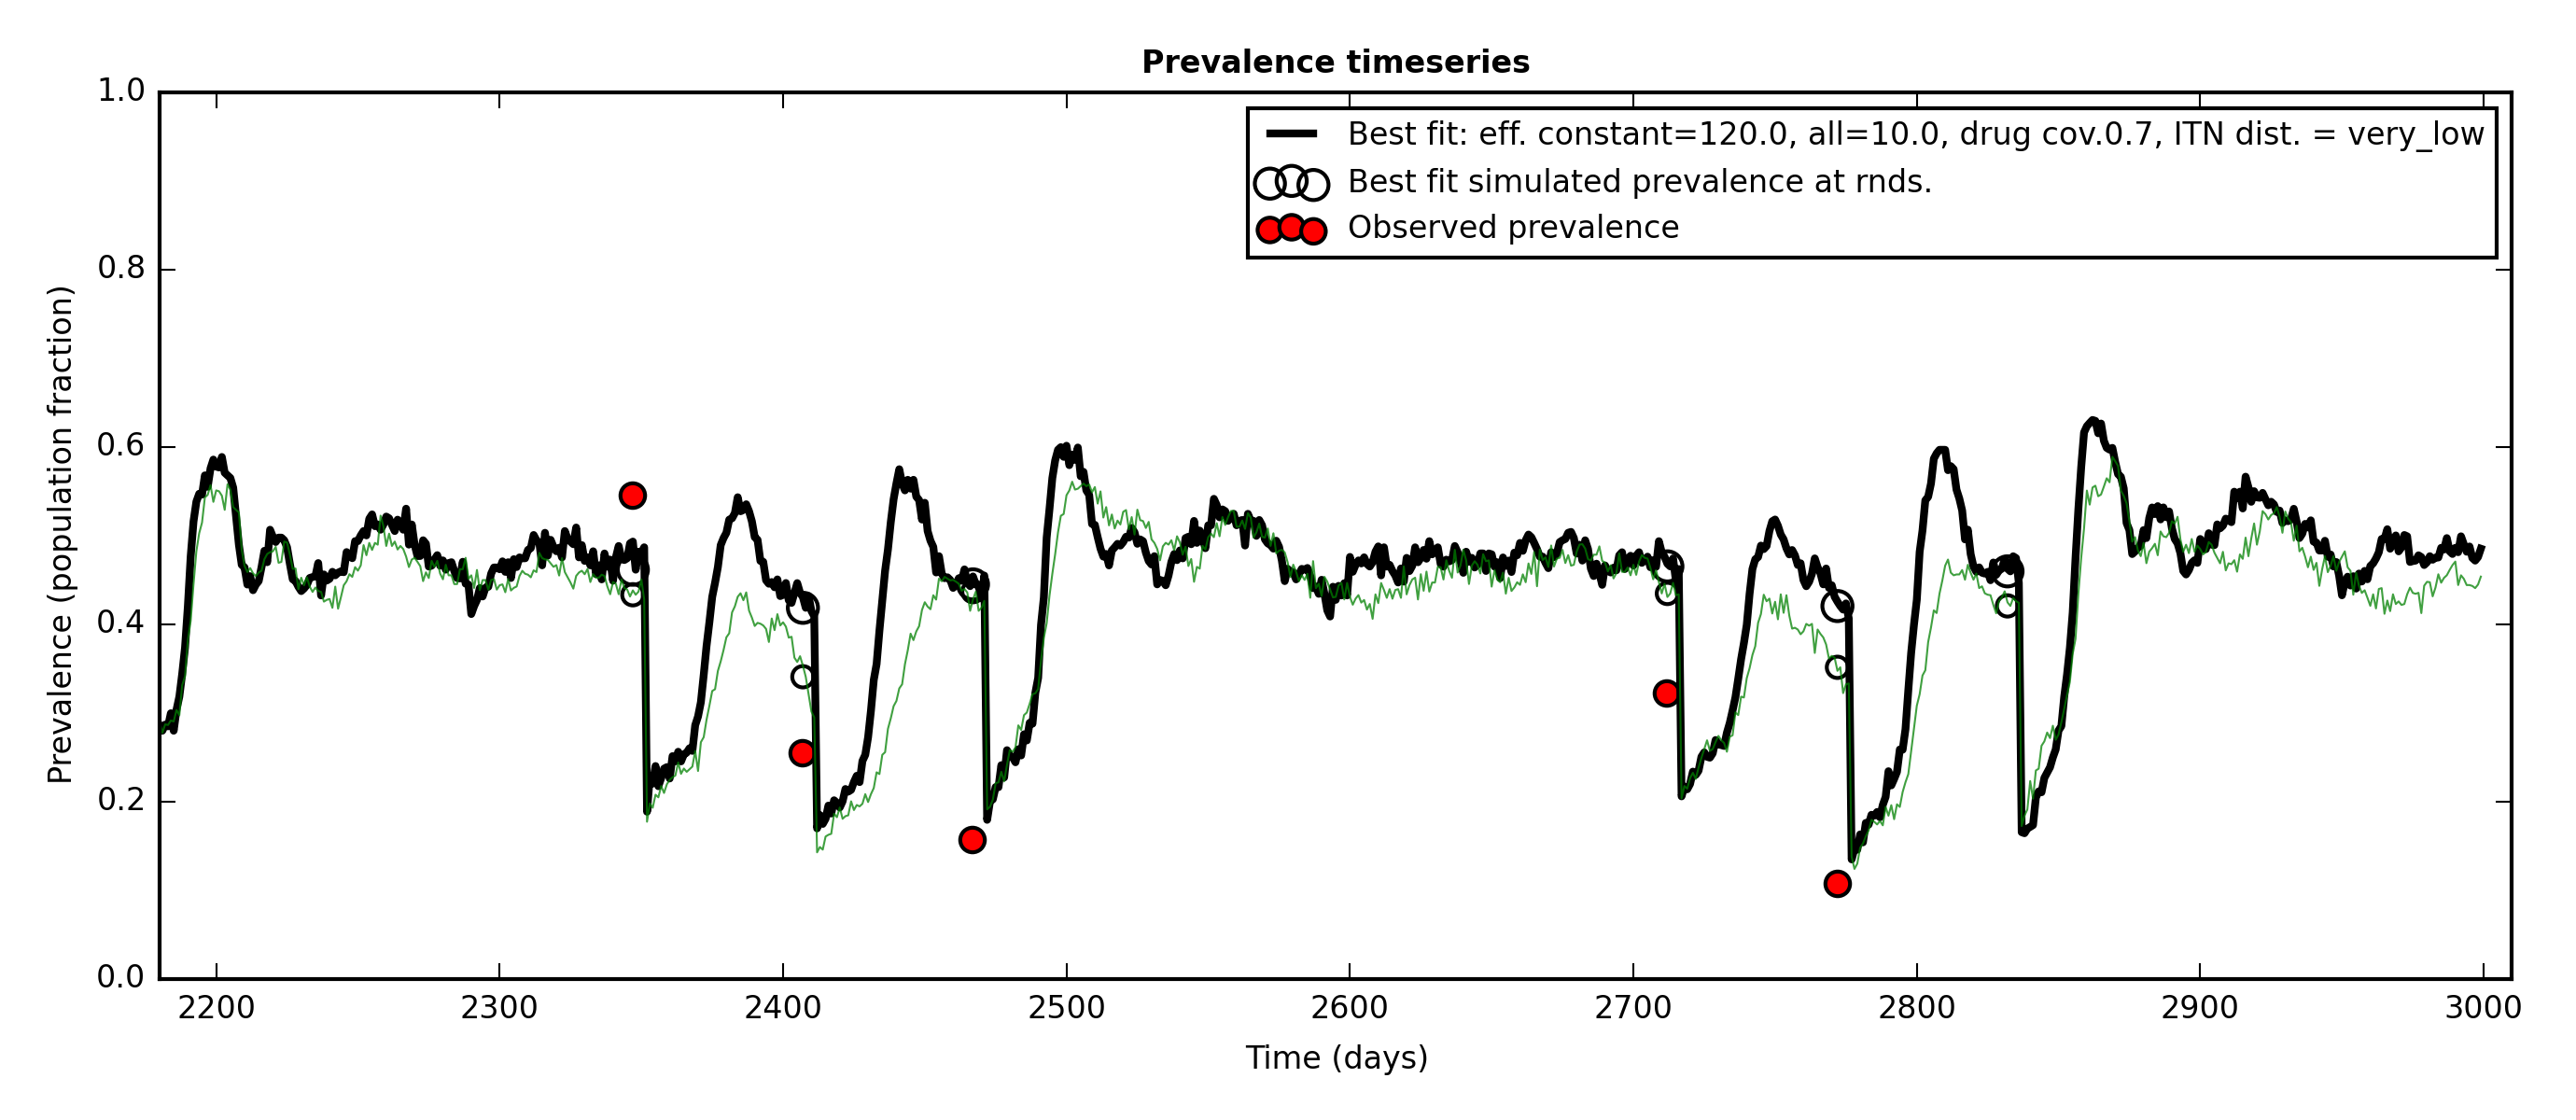 Prevalence timeseries
1.0
0.8
0.6
0.4
0.2
0.0
Prevalence (population fraction)
Best fit: eff. constant=120.0, all=10.0, drug cov.0.7, ITN dist. = very_low
Best fit simulated prevalence at rnds.
Observed prevalence
2200 2300 2400 2500 2600 2700 2800 2900 3000
Time (days)